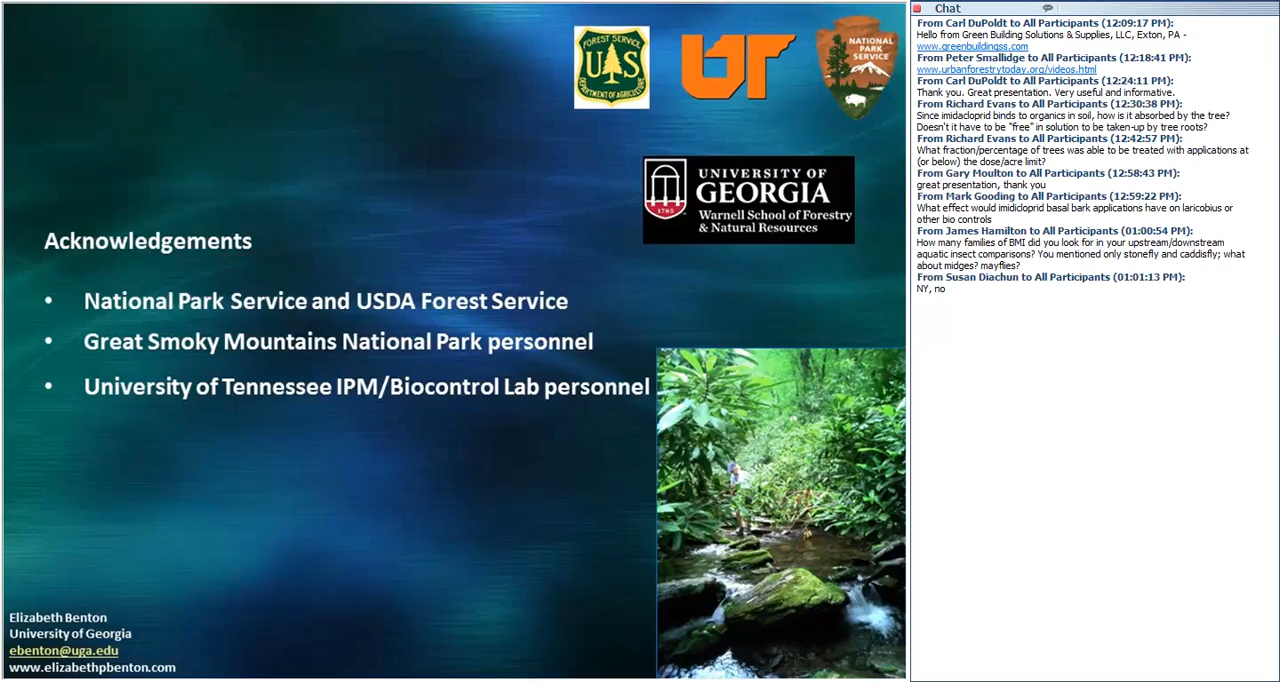 FOREST SERVICE
UAS
DEPARTMENT OF AGRICULTURE
UT
NATIONAL
PARK
SERVICE
UNIVERSITY OF
GEORGIA
1785
Warnell School of Forestry
& Natural Resources
Acknowledgements
• National Park Service and USDA Forest Service
• Great Smoky Mountains National Park personnel
• University of Tennessee IPM/Biocontrol Lab personnel
Elizabeth Benton
University of Georgia
ebenton@uga.edu
www.elizabethpbenton.com
Chat
From Carl DuPoldt to All Participants (12:09:17 PM):
Hello from Green Building Solutions & Supplies, LLC, Exton, PA -
www.greenbuildingss.com
From Peter Smallidge to All Participants (12:18:41 PM):
www.urbanforestrytoday.org/videos.html
From Carl DuPoldt to All Participants (12:24:11 PM):
Thank you. Great presentation. Very useful and informative.
From Richard Evans to All Participants (12:30:38 PM):
Since imidacloprid binds to organics in soil, how is it absorbed by the tree?
Doesn't it have to be "free" in solution to be taken-up by tree roots?
From Richard Evans to All Participants (12:42:57 PM):
What fraction/percentage of trees was able to be treated with applications at
(or below) the dose/acre limit?
From Gary Moulton to All Participants (12:58:43 PM):
great presentation, thank you
From Mark Gooding to All Participants (12:59:22 PM):
What effect would imidicloprid basal bark applications have on laricobius or
other bio controls
From James Hamilton to All Participants (01:00:54 PM):
How many families of BMI did you look for in your upstream/downstream
aquatic insect comparisons? You mentioned only stonefly and caddisfly; what
about midges? mayflies?
From Susan Diachun to All Participants (01:01:13 PM):
NY, no